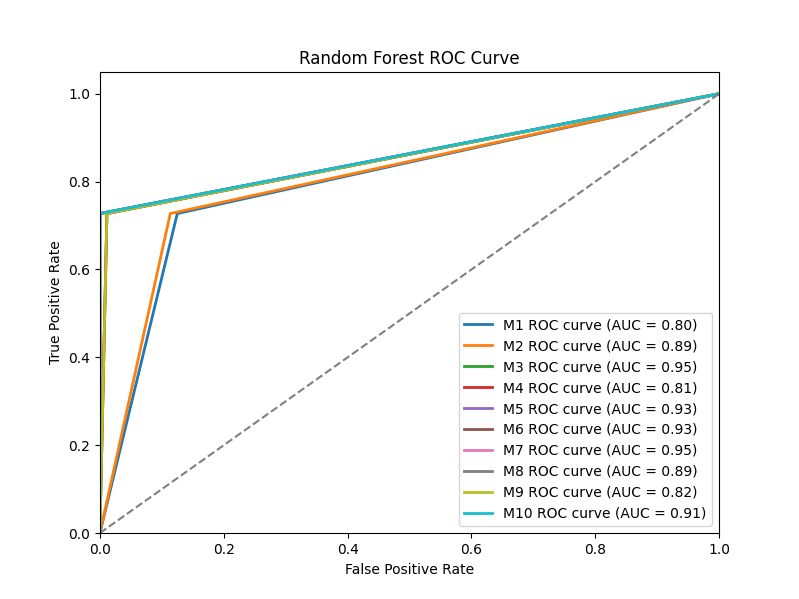 Random Forest ROC Curve
1.0
0.8
0.6
0.4
0.2
0.0
True Positive Rate
M1 ROC curve (AUC = 0.80)
M2 ROC curve (AUC = 0.89)
M3 ROC curve (AUC = 0.95)
M4 ROC curve (AUC = 0.81)
M5 ROC curve (AUC = 0.93)
M6 ROC curve (AUC = 0.93)
M7 ROC curve (AUC = 0.95)
M8 ROC curve (AUC = 0.89)
M9 ROC curve (AUC = 0.82)
M10 ROC curve (AUC = 0.91)
0.0 0.2 0.4 0.6 0.8 1.0
False Positive Rate